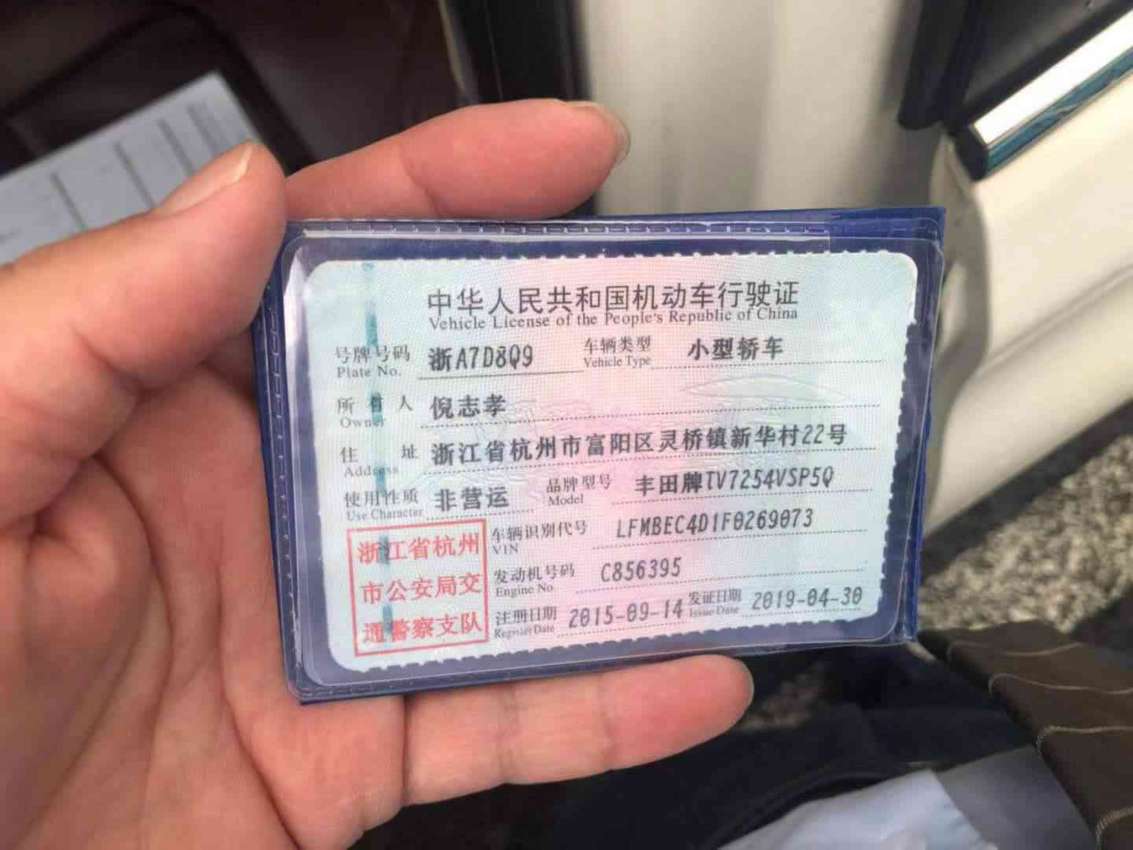 中华人民共和国机动车行驶证
Vehicle License of the People's Republic of China
号牌号码 浙A7D8Q9 车辆类型 小型轿车
Plate No. Vehicle Type
所有人 倪志孝
Owner
住址 浙江省杭州市富阳区灵桥镇新华村22号
Address
使用性质 非营运 品牌型号 丰田牌TV7254VSP5Q
Use Character Model
浙江省杭州
市公安局交
通警察支队
车辆识别代号 LFMBEC4D1F0269073
VIN
发动机号码 C856395
Engine No.
注册日期 2015-09-14 发证日期 2019-04-30
Register Date Issue Date